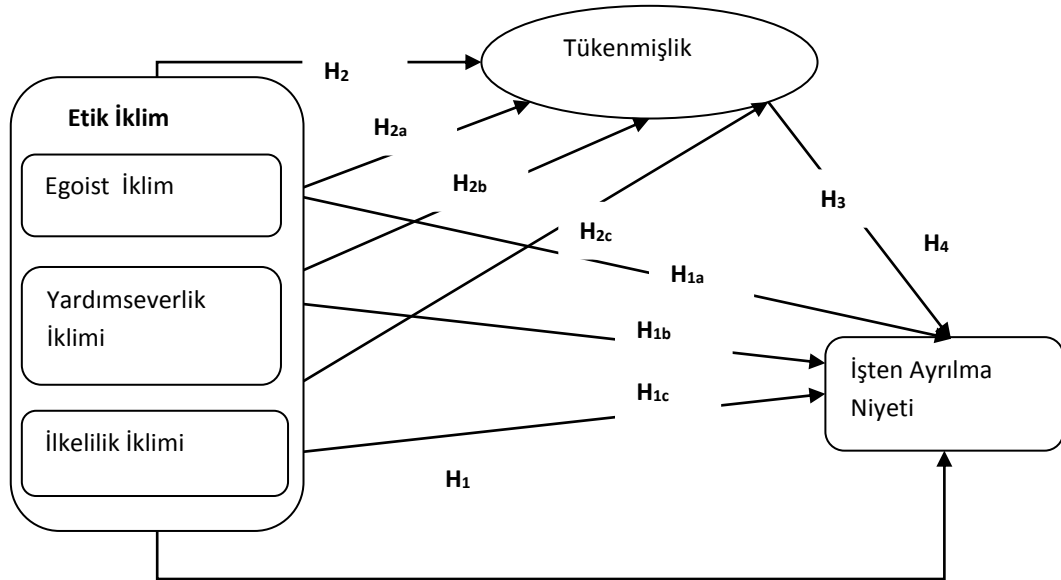 Tükenmişlik
H2
Etik İklim
H2a
Egoist İklim
H2b
H3
H2c
H4
H1a
Yardımseverlik
İklimi
H1b
İşten Ayrılma
Niyeti
H1c
İlkelilik İklimi
H1